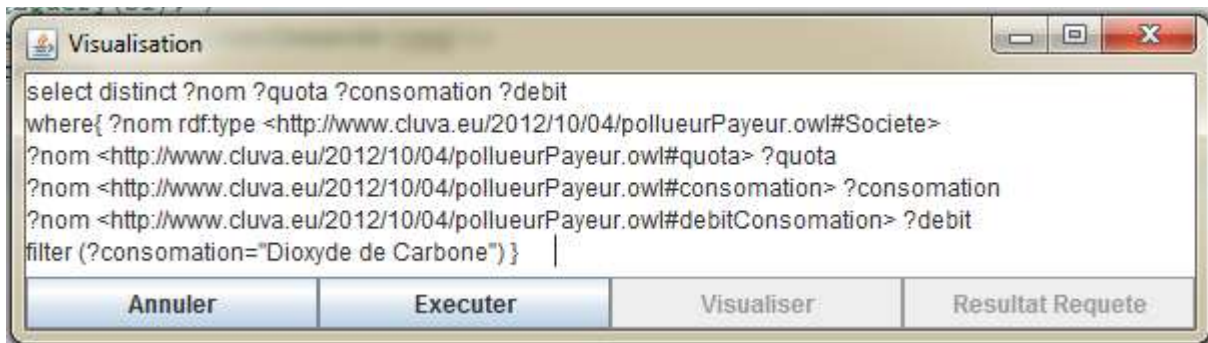 Visualisation
select distinct ?nom ?quota ?consomation ?debit
where{ ?nom rdf:type <http://www.cluva.eu/2012/10/04/pollueurPayeur.owl#Societe>
?nom <http://www.cluva.eu/2012/10/04/pollueurPayeur.owl#quota> ?quota
?nom <http://www.cluva.eu/2012/10/04/pollueurPayeur.owl#consomation> ?consomation
?nom <http://www.cluva.eu/2012/10/04/pollueurPayeur.owl#debitConsomation> ?debit
filter (?consomation="Dioxyde de Carbone") }
Annuler Executer Visualiser Resultat Requete